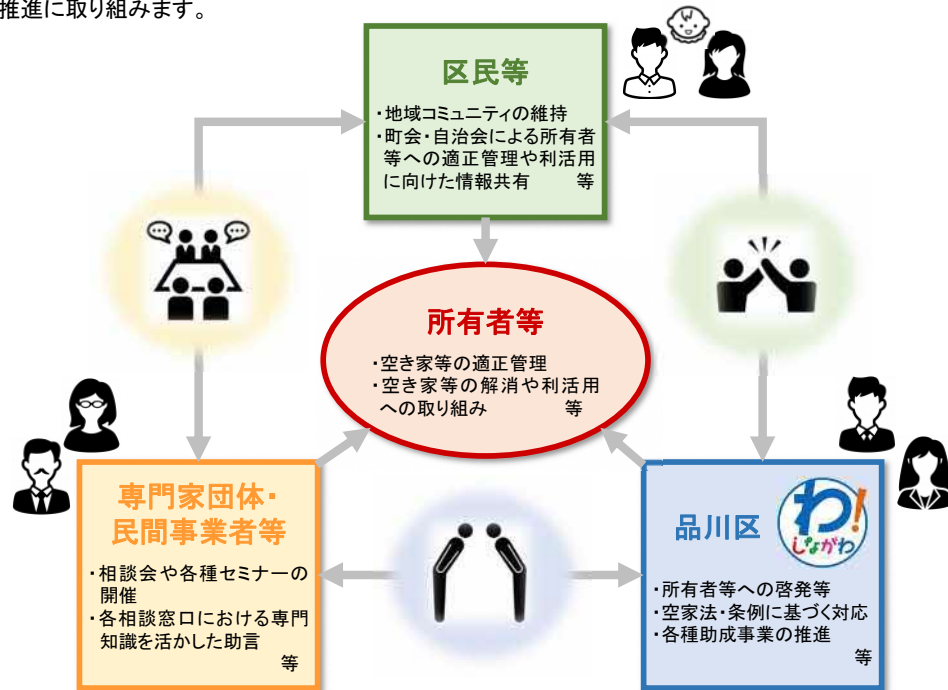 推進に取り組みます。
区民等
・地域コミュニティの維持
・町会・自治会による所有者
等への適正管理や利活用
に向けた情報共有　等
所有者等
・空き家等の適正管理
・空き家等の解消や利活用
への取り組み　等
専門家団体・
民間事業者等
・相談会や各種セミナーの
開催
・各相談窓口における専門
知識を活かした助言
等
品川区
わ!
しながわ
・所有者等への啓発等
・空家法・条例に基づく対応
・各種助成事業の推進
等